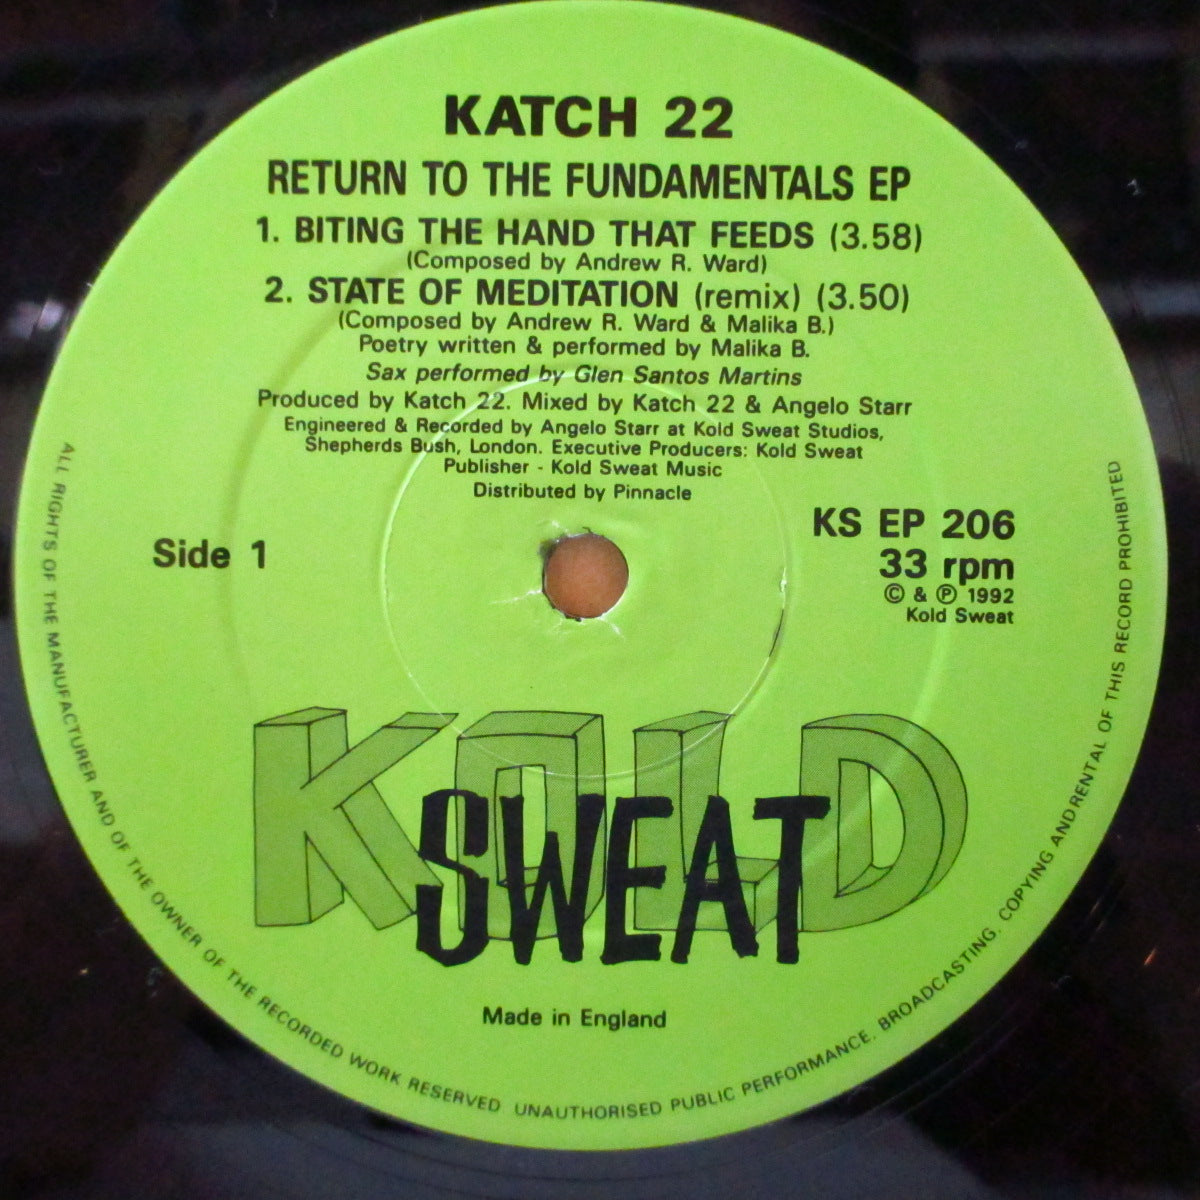 KATCH 22
RETURN TO THE FUNDAMENTALS EP
1. BITING THE HAND THAT FEEDS (3.58)
(Composed by Andrew R. Ward)
2. STATE OF MEDITATION (remix) (3.50)
(Composed by Andrew R. Ward & Malika B.)
Poetry written & performed by Malika B.
Sax performed by Glen Santos Martins
Produced by Katch 22. Mixed by Katch 22 & Angelo Starr
Engineered & Recorded by Angelo Starr at Kold Sweat Studios,
Shepherds Bush, London. Executive Producers: Kold Sweat
Publisher - Kold Sweat Music
Distributed by Pinnacle
Side 1
KS EP 206
33 rpm
© & ℗ 1992
Kold Sweat
KOLD
SWEAT
Made in England
ALL RIGHTS OF THE MANUFACTURER AND OF THE OWNER OF THE RECORDED WORK RESERVED UNAUTHORISED PUBLIC PERFORMANCE. BROADCASTING. COPYING AND RENTAL OF THIS RECORD PROHIBITED